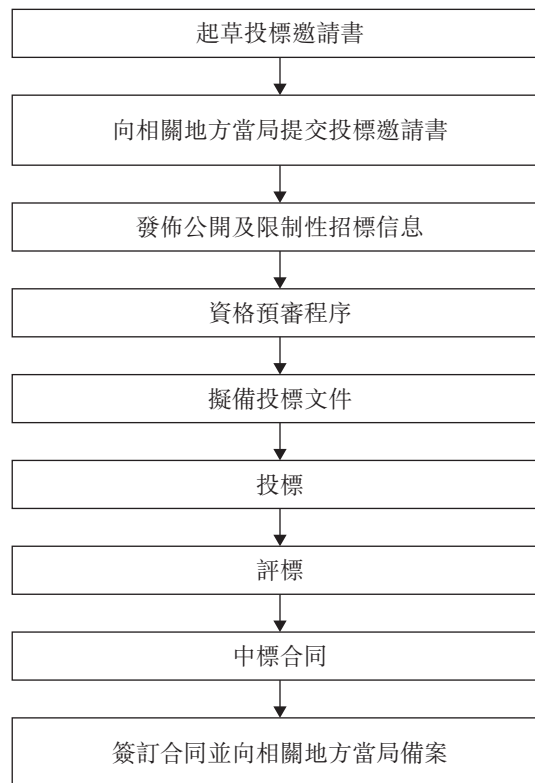 起草投標邀請書
向相關地方當局提交投標邀請書
發佈公開及限制性招標信息
資格預審程序
擬備投標文件
投標
評標
中標合同
簽訂合同並向相關地方當局備案